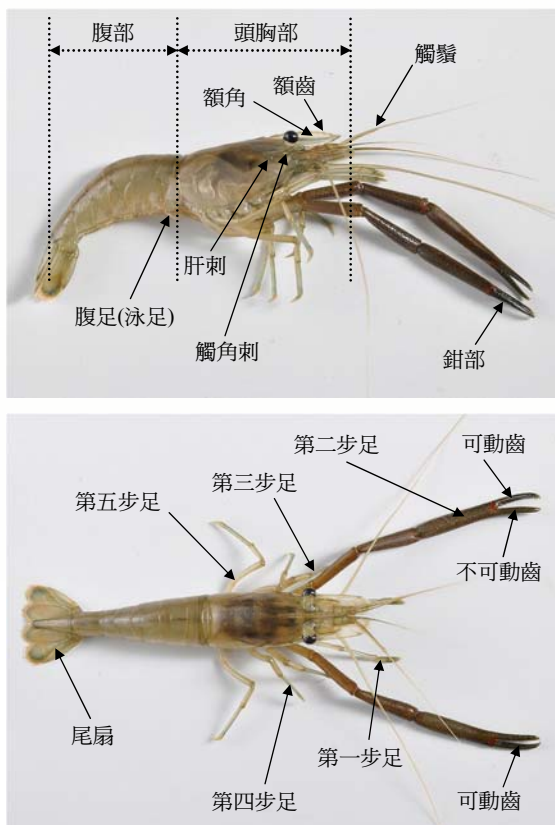 腹部
頭胸部
觸鬚
額齒
額角
肝刺
腹足(泳足)
觸角刺
鉗部
第二步足
可動齒
第三步足
第五步足
不可動齒
尾扇
第一步足
第四步足
可動齒